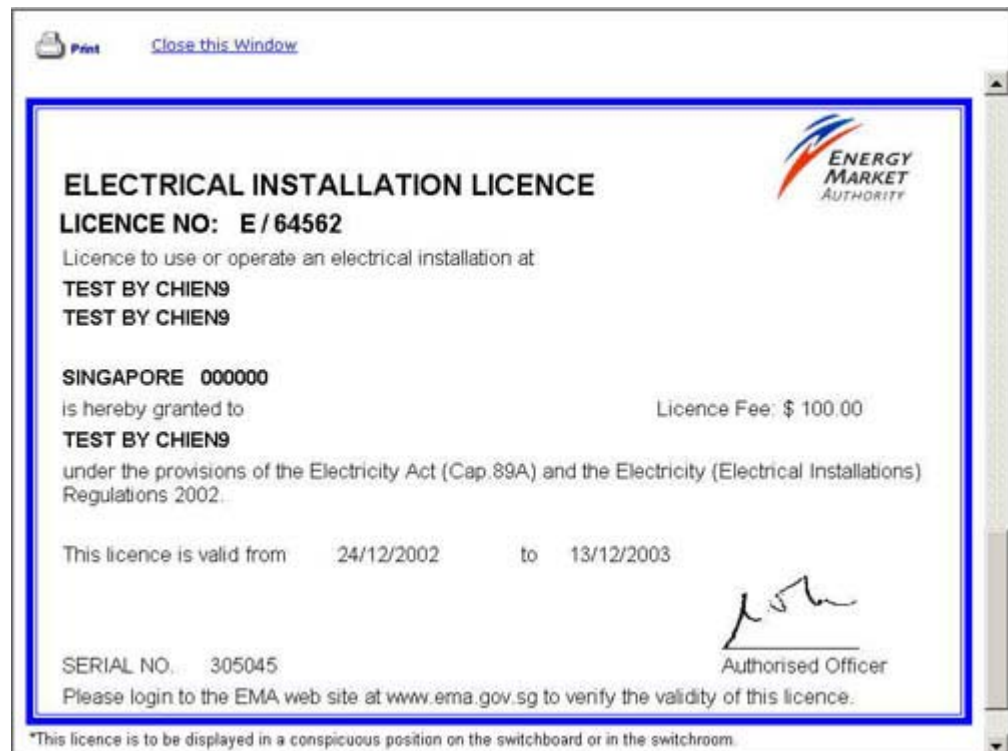 Print Close this Window
ENERGY
MARKET
AUTHORITY
ELECTRICAL INSTALLATION LICENCE
LICENCE NO: E / 64562
Licence to use or operate an electrical installation at
TEST BY CHIEN9
TEST BY CHIEN9
SINGAPORE 000000
is hereby granted to Licence Fee: $ 100.00
TEST BY CHIEN9
under the provisions of the Electricity Act (Cap.89A) and the Electricity (Electrical Installations)
Regulations 2002.
This licence is valid from 24/12/2002 to 13/12/2003
SERIAL NO. 305045 Authorised Officer
Please login to the EMA web site at www.ema.gov.sg to verify the validity of this licence.
*This licence is to be displayed in a conspicuous position on the switchboard or in the switchroom.